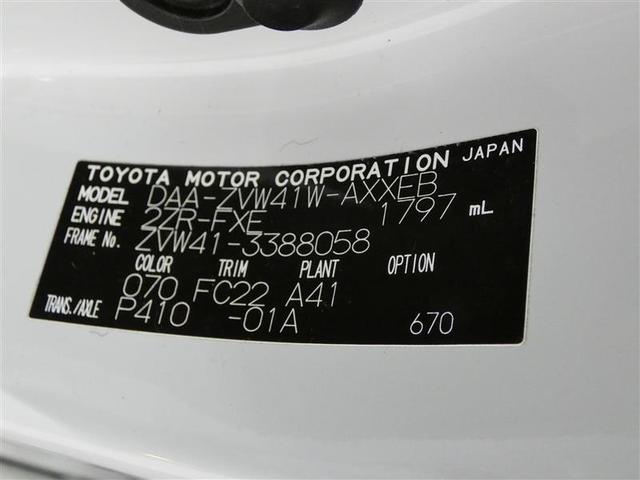 TOYOTA MOTOR CORPORATION JAPAN
MODEL DAA-ZVW41W-AXXEB
ENGINE 2ZR-FXE 1797 mL
FRAME No. ZVW41-3388058
COLOR TRIM PLANT OPTION
070 FC22 A41
TRANS./AXLE P410 -01A 670